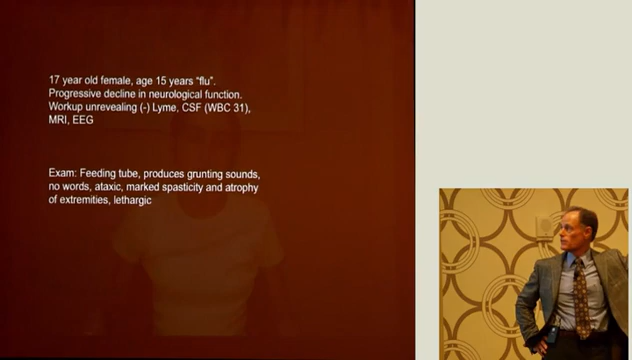 17 year old female, age 15 years "flu".
Progressive decline in neurological function.
Workup unrevealing (-) Lyme, CSF (WBC 31),
MRI, EEG
Exam: Feeding tube, produces grunting sounds,
no words, ataxic, marked spasticity and atrophy
of extremities, lethargic